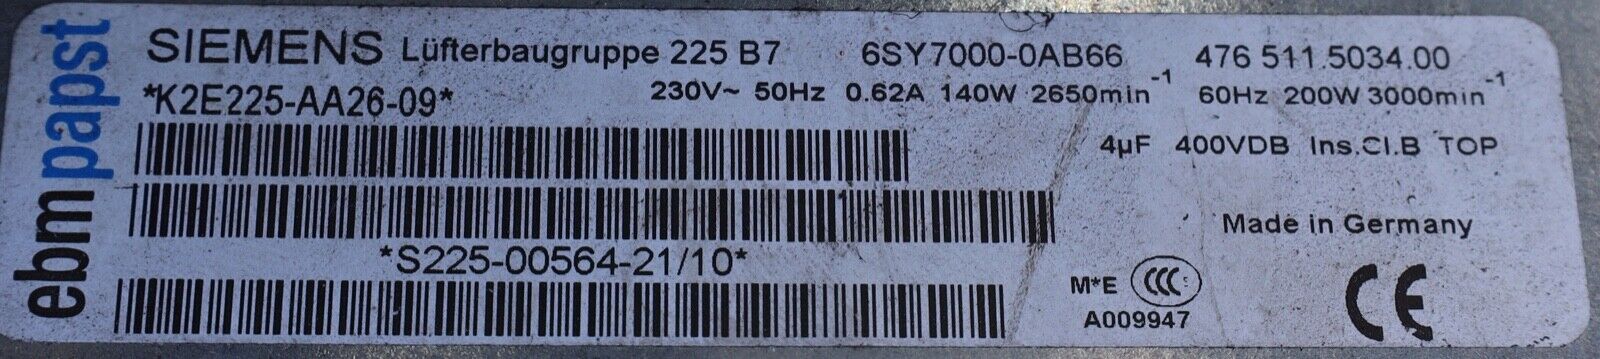 ebmpapst
SIEMENS Lüfterbaugruppe 225 B7 6SY7000-0AB66 476 511.5034.00
*K2E225-AA26-09* 230V~ 50Hz 0.62A 140W 2650min⁻¹ 60Hz 200W 3000min⁻¹
4µF 400VDB Ins.Cl.B TOP
Made in Germany
*S225-00564-21/10*
M*E CCC CE
A009947